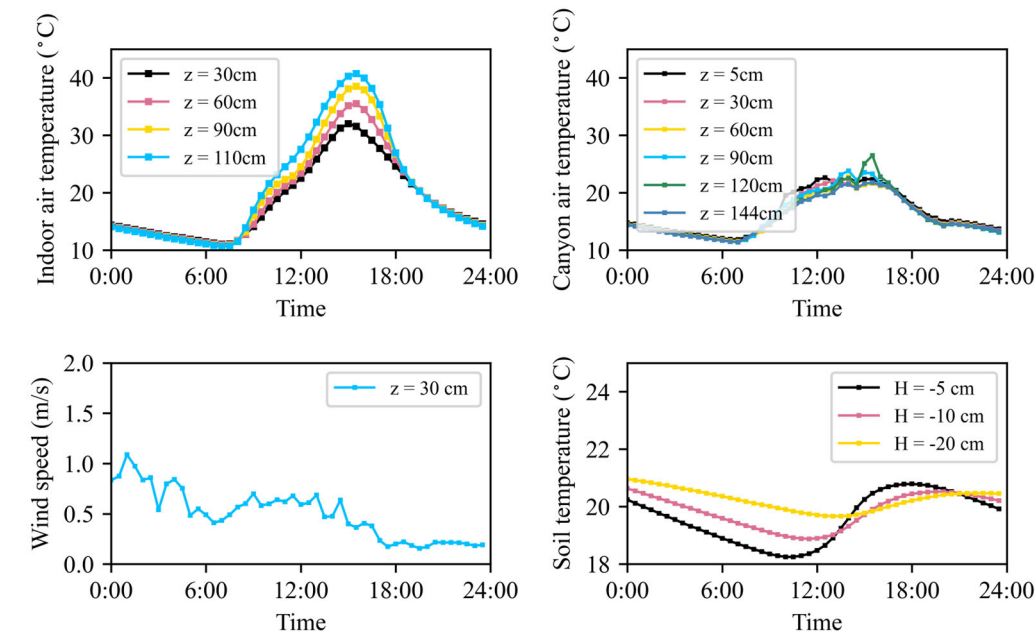 Indoor air temperature (°C)
40
30
20
10
z = 30cm
z = 60cm
z = 90cm
z = 110cm
0:00 6:00 12:00 18:00 24:00
Time
Canyon air temperature (°C)
40
30
20
10
z = 5cm
z = 30cm
z = 60cm
z = 90cm
z = 120cm
z = 144cm
0:00 6:00 12:00 18:00 24:00
Time
Wind speed (m/s)
2.0
1.5
1.0
0.5
0.0
z = 30 cm
0:00 6:00 12:00 18:00 24:00
Time
Soil temperature (°C)
24
22
20
18
H = -5 cm
H = -10 cm
H = -20 cm
0:00 6:00 12:00 18:00 24:00
Time